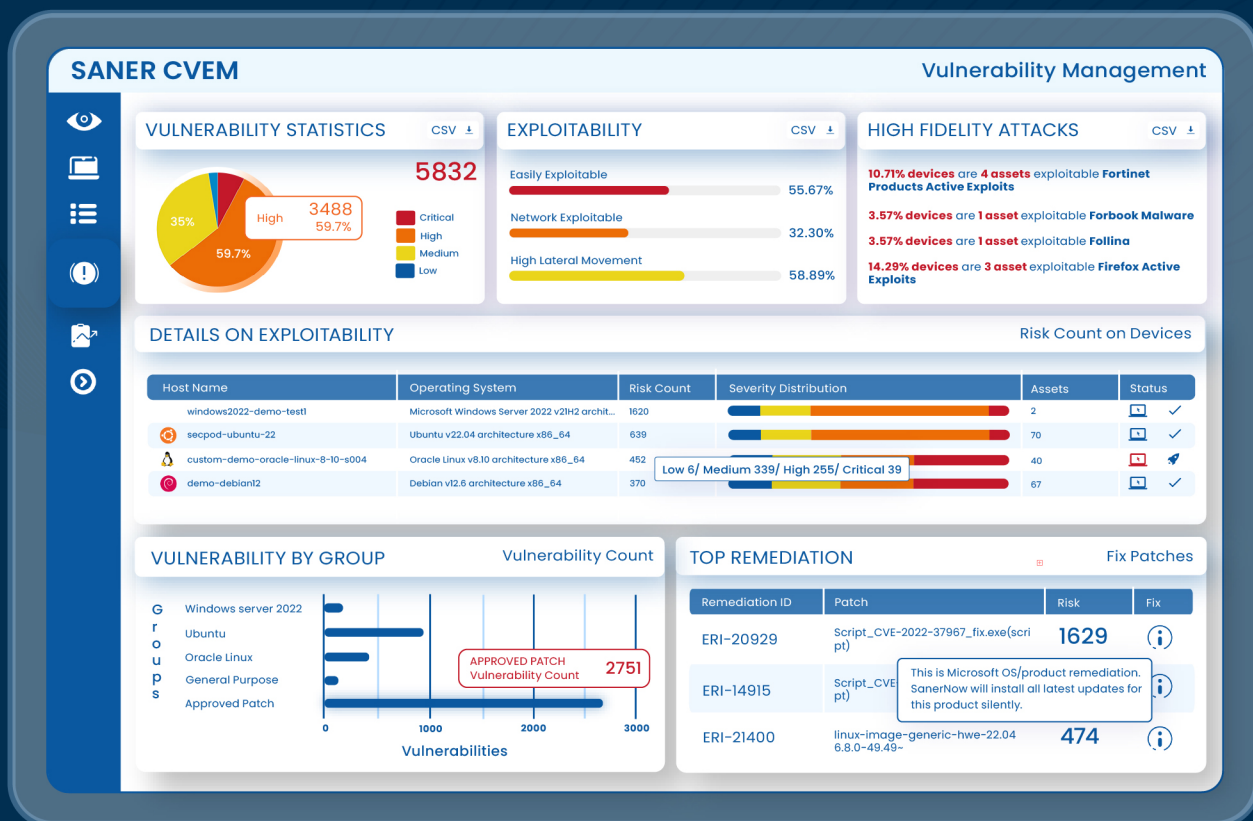 SANER CVEM
Vulnerability Management
VULNERABILITY STATISTICS
CSV
5832
35%
59.7%
High
3488
59.7%
Critical
High
Medium
Low
EXPLOITABILITY
CSV
Easily Exploitable
55.67%
Network Exploitable
32.30%
High Lateral Movement
58.89%
HIGH FIDELITY ATTACKS
CSV
10.71% devices are 4 assets exploitable Fortinet
Products Active Exploits
3.57% devices are 1 asset exploitable Forbook Malware
3.57% devices are 1 asset exploitable Follina
14.29% devices are 3 asset exploitable Firefox Active
Exploits
DETAILS ON EXPLOITABILITY
Risk Count on Devices
Host Name Operating System Risk Count Severity Distribution Assets Status
windows2022-demo-test1 Microsoft Windows Server 2022 v21H2 archit... 1620 2
secpod-ubuntu-22 Ubuntu v22.04 architecture x86_64 639 70
custom-demo-oracle-linux-8-10-s004 Oracle Linux v8.10 architecture x86_64 452 40
Low 6/ Medium 339/ High 255/ Critical 39
demo-debian12 Debian v12.6 architecture x86_64 370 67
VULNERABILITY BY GROUP
Vulnerability Count
Groups
Windows server 2022
Ubuntu
Oracle Linux
General Purpose
Approved Patch
APPROVED PATCH
Vulnerability Count
2751
0 1000 2000 3000
Vulnerabilities
TOP REMEDIATION
Fix Patches
Remediation ID Patch Risk Fix
ERI-20929 Script_CVE-2022-37967_fix.exe(scri
pt)
1629
ERI-14915 Script_CVE-
pt)
This is Microsoft OS/product remediation.
SanerNow will install all latest updates for
this product silently.
ERI-21400 linux-image-generic-hwe-22.04
6.8.0-49.49~
474